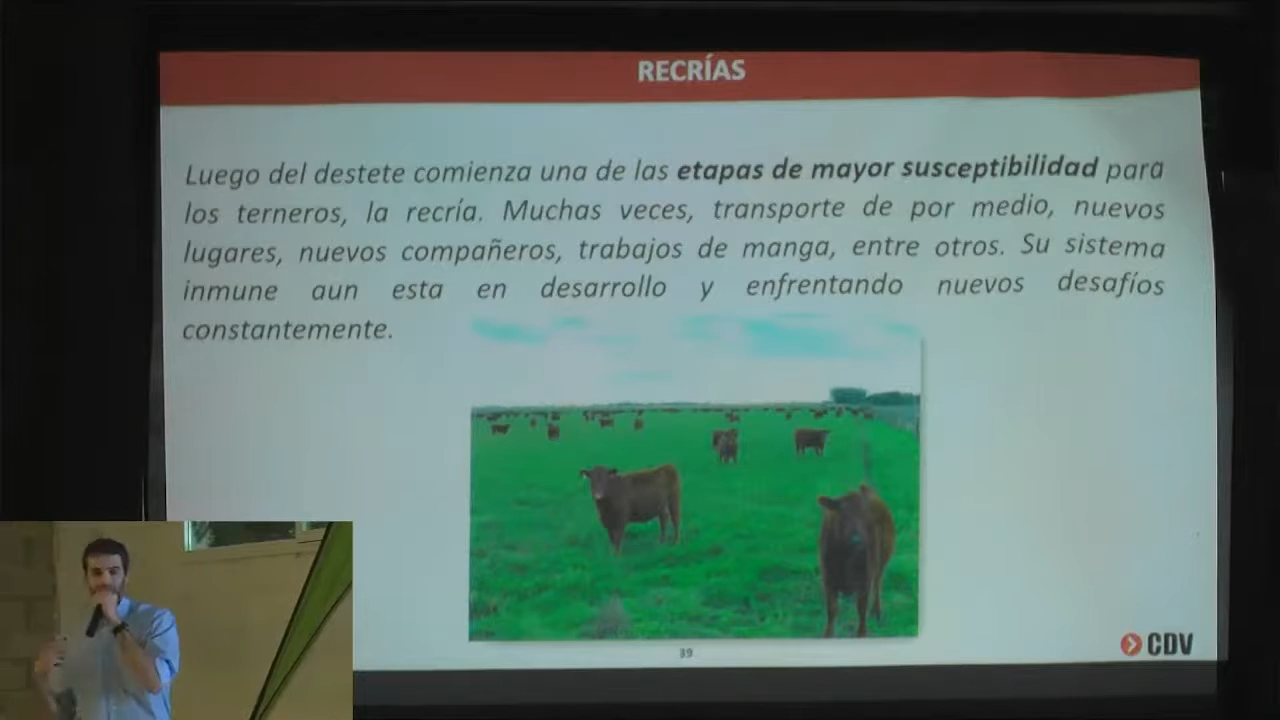 RECRÍAS
Luego del destete comienza una de las etapas de mayor susceptibilidad para
los terneros, la recría. Muchas veces, transporte de por medio, nuevos
lugares, nuevos compañeros, trabajos de manga, entre otros. Su sistema
inmune aun esta en desarrollo y enfrentando nuevos desafíos
constantemente.
39
CDV